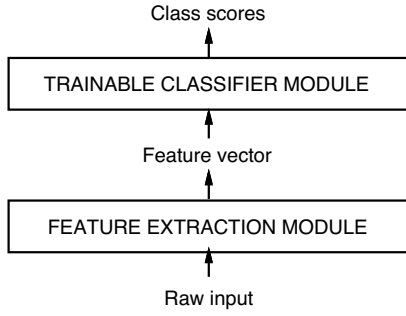 Class scores
TRAINABLE CLASSIFIER MODULE
Feature vector
FEATURE EXTRACTION MODULE
Raw input